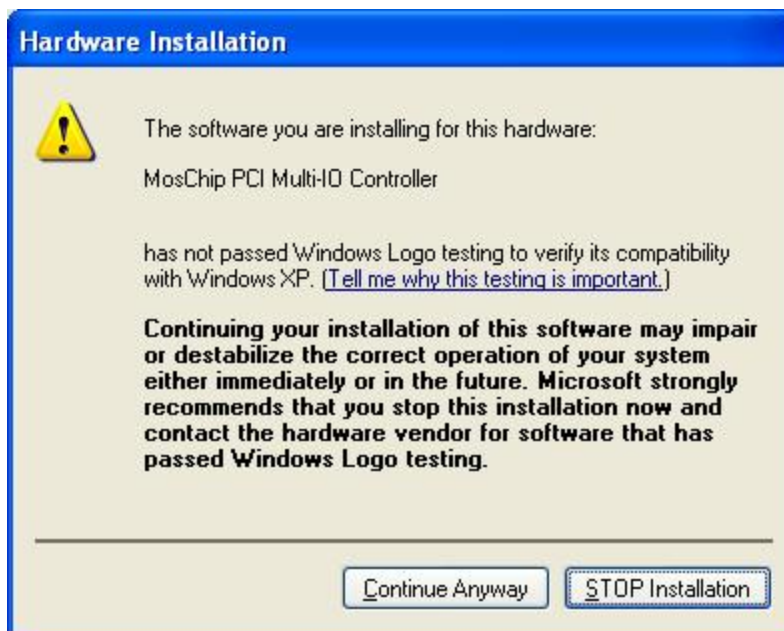 Hardware Installation
The software you are installing for this hardware:
MosChip PCI Multi-IO Controller
has not passed Windows Logo testing to verify its compatibility
with Windows XP. (Tell me why this testing is important.)
Continuing your installation of this software may impair
or destabilize the correct operation of your system
either immediately or in the future. Microsoft strongly
recommends that you stop this installation now and
contact the hardware vendor for software that has
passed Windows Logo testing.
Continue Anyway
STOP Installation